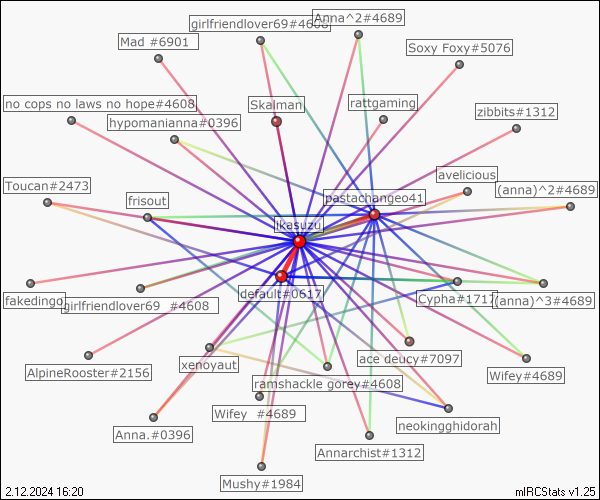 girlfriendlover69#4608
Anna^2#4689
Mad #6901
Soxy Foxy#5076
no cops no laws no hope#4608
Skalman
rattgaming
zibbits#1312
hypomanianna#0396
Toucan#2473
avelicious
(anna)^2#4689
frisout
pastachangeo41
ikasuzu
fakedingo
girlfriendlover69 #4608
default#0617
Cypha#1717
(anna)^3#4689
AlpineRooster#2156
xenoyaut
ace deucy#7097
Wifey#4689
ramshackle gorey#4608
Wifey #4689
neokingghidorah
Anna.#0396
Annarchist#1312
Mushy#1984
2.12.2024 16:20
mIRCStats v1.25